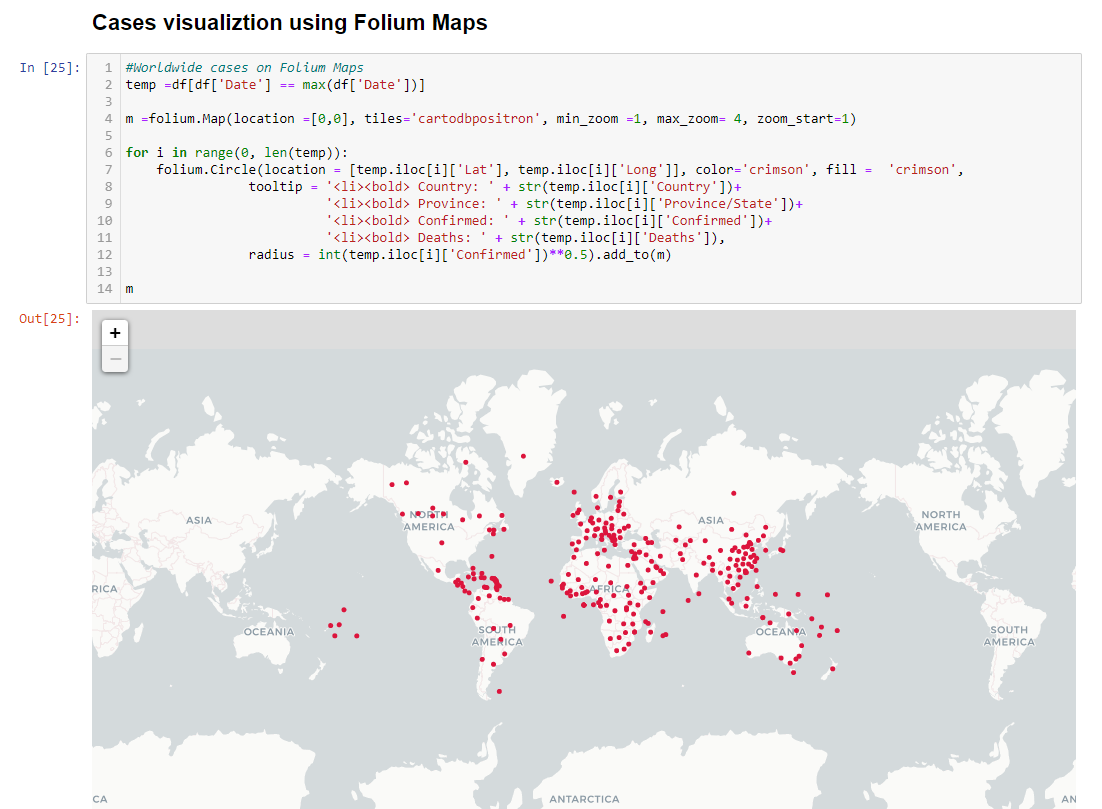 Cases visualiztion using Folium Maps
In [25]:
1 #Worldwide cases on Folium Maps
2 temp =df[df['Date'] == max(df['Date'])]
3
4 m =folium.Map(location =[0,0], tiles='cartodbpositron', min_zoom =1, max_zoom= 4, zoom_start=1)
5
6 for i in range(0, len(temp)):
7     folium.Circle(location = [temp.iloc[i]['Lat'], temp.iloc[i]['Long']], color='crimson', fill =  'crimson',
8                 tooltip = '<li><bold> Country: ' + str(temp.iloc[i]['Country'])+
9                           '<li><bold> Province: ' + str(temp.iloc[i]['Province/State'])+
10                           '<li><bold> Confirmed: ' + str(temp.iloc[i]['Confirmed'])+
11                           '<li><bold> Deaths: ' + str(temp.iloc[i]['Deaths']),
12                 radius = int(temp.iloc[i]['Confirmed'])**0.5).add_to(m)
13
14 m
Out[25]:
+
−
ASIA
NORTH
AMERICA
ASIA
NORTH
AMERICA
RICA
AFRICA
OCEANIA
SOUTH
AMERICA
OCEANIA
SOUTH
AMERICA
CA
ANTARCTICA
AN